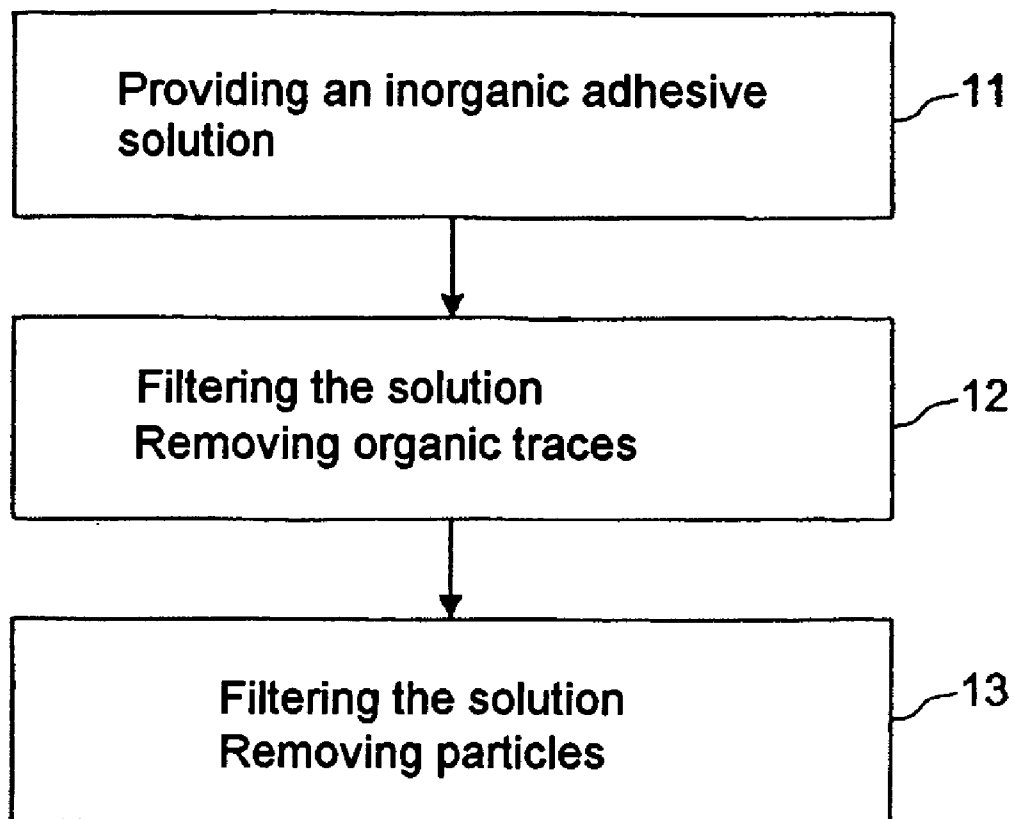 Providing an inorganic adhesive
solution
11
Filtering the solution
Removing organic traces
12
Filtering the solution
Removing particles
13